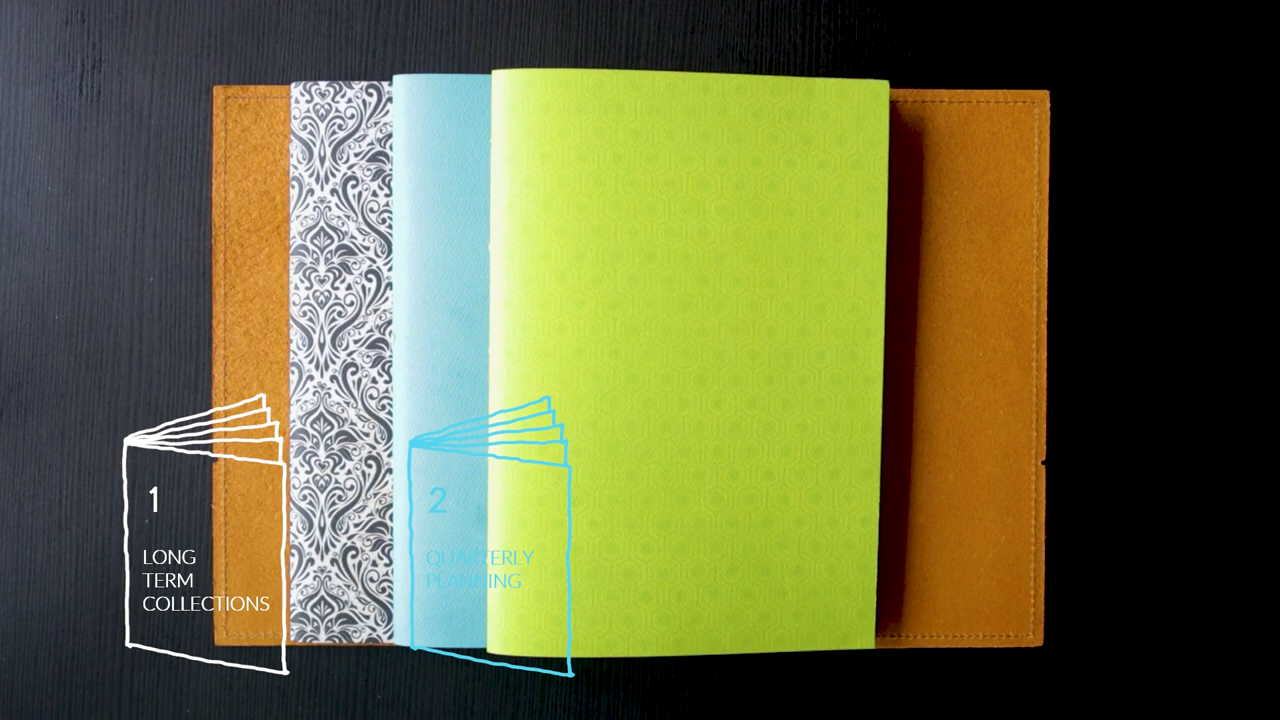 1
LONG
TERM
COLLECTIONS
2
QUARTERLY
PLANNING